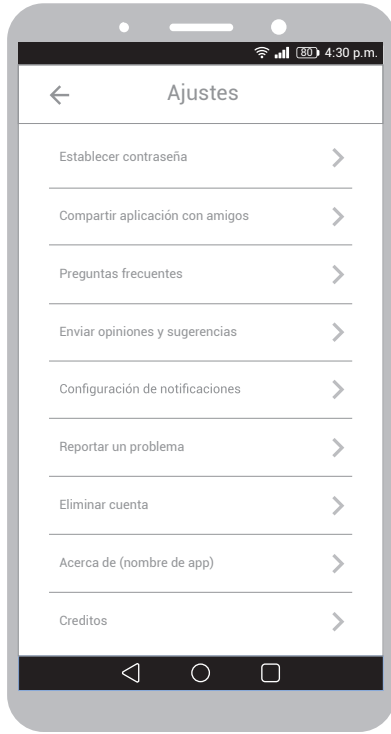 80 4:30 p.m.
Ajustes
Establecer contraseña
Compartir aplicación con amigos
Preguntas frecuentes
Enviar opiniones y sugerencias
Configuración de notificaciones
Reportar un problema
Eliminar cuenta
Acerca de (nombre de app)
Creditos